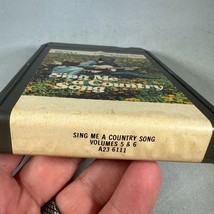 Sing Me
a Country
Song
SING ME A COUNTRY SONG
VOLUMES 5 & 6
A23 6111